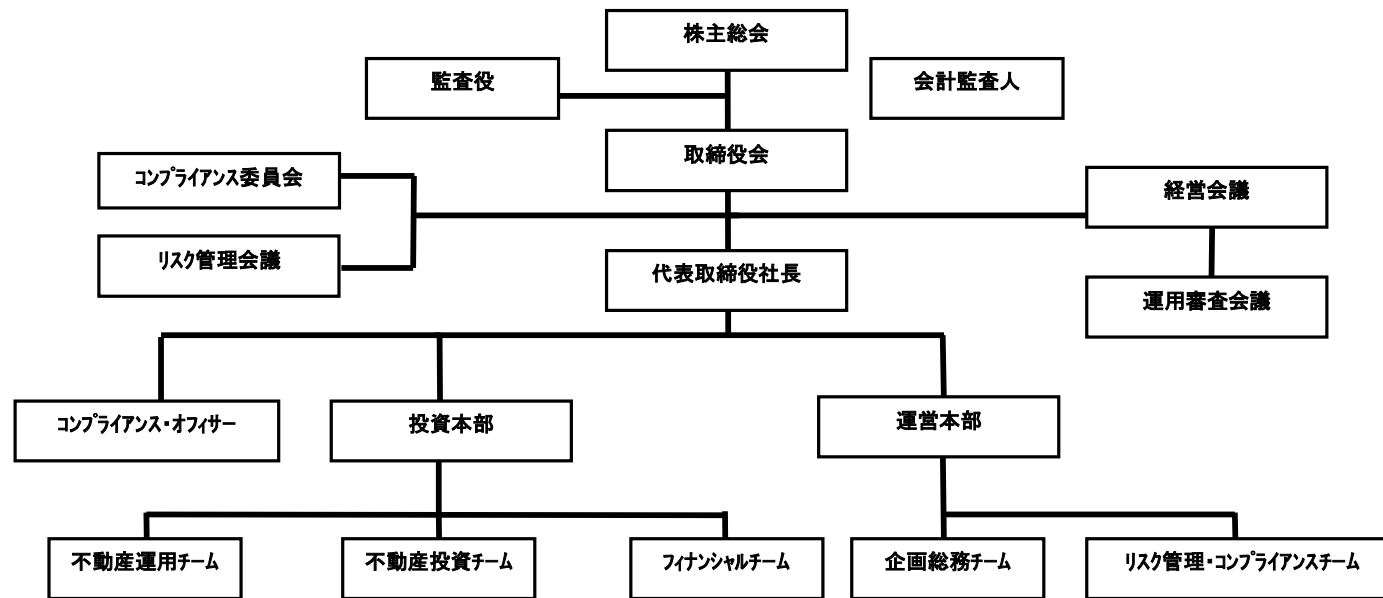 株主総会
監査役
会計監査人
取締役会
コンプライアンス委員会
経営会議
リスク管理会議
代表取締役社長
運用審査会議
コンプライアンス・オフィサー
投資本部
運営本部
不動産運用チーム
不動産投資チーム
フィナンシャルチーム
企画総務チーム
リスク管理・コンプライアンスチーム